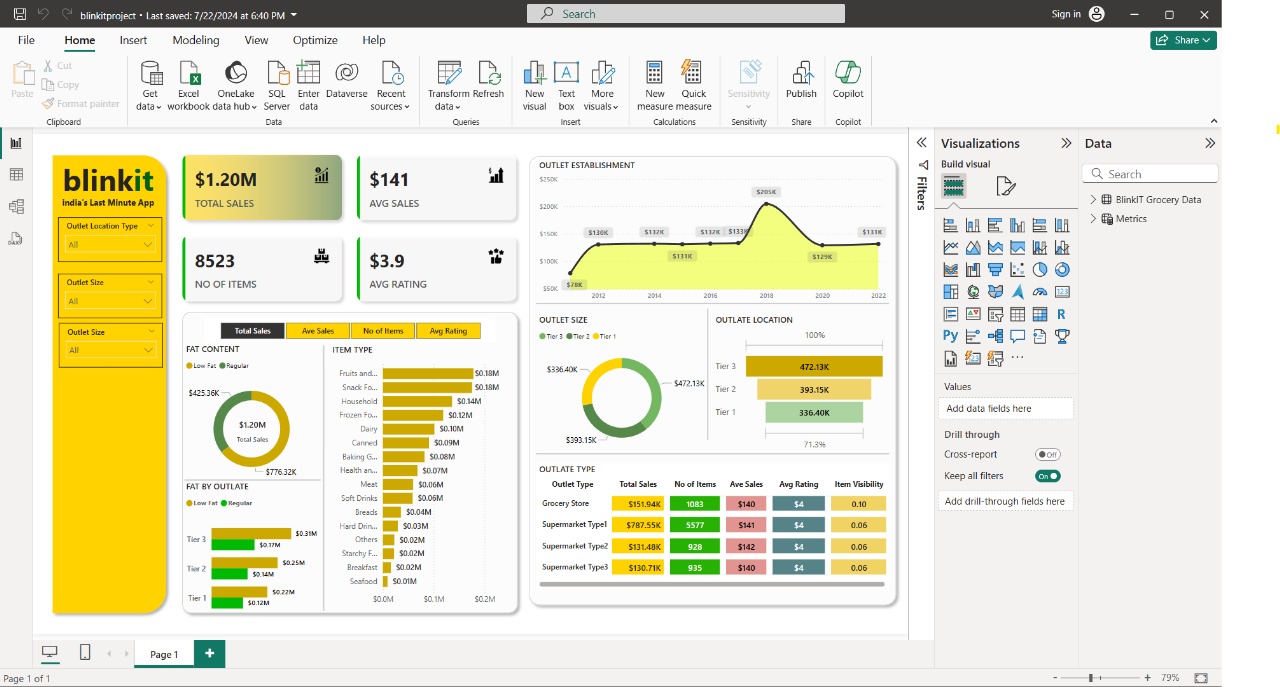 blinkitproject • Last saved: 7/22/2024 at 6:40 PM
Search
Sign in
File Home Insert Modeling View Optimize Help
Share
Paste
Cut
Copy
Format painter
Clipboard
Get data
Excel workbook
OneLake data hub
SQL Server
Enter data
Dataverse
Recent sources
Data
Transform data
Refresh
Queries
New visual
Text box
More visuals
Insert
New measure
Quick measure
Calculations
Sensitivity
Sensitivity
Publish
Share
Copilot
Copilot
blinkit
India's Last Minute App
Outlet Location Type
All
Outlet Size
All
Outlet Size
All
$1.20M
TOTAL SALES
$141
AVG SALES
8523
NO OF ITEMS
$3.9
AVG RATING
Total Sales Ave Sales No of Items Avg Rating
FAT CONTENT
Low Fat Regular
$425.36K
$1.20M
Total Sales
$776.32K
FAT BY OUTLATE
Low Fat Regular
Tier 3 $0.31M
$0.17M
Tier 2 $0.25M
$0.14M
Tier 1 $0.22M
$0.12M
ITEM TYPE
Fruits and... $0.18M
Snack Fo... $0.18M
Household $0.14M
Frozen Fo... $0.12M
Dairy $0.10M
Canned $0.09M
Baking G... $0.08M
Health an... $0.07M
Meat $0.06M
Soft Drinks $0.06M
Breads $0.04M
Hard Drin... $0.03M
Others $0.02M
Starchy F... $0.02M
Breakfast $0.02M
Seafood $0.01M
$0.0M $0.1M $0.2M
OUTLET ESTABLISHMENT
$250K
$200K
$150K
$100K
$50K
$78K $130K $132K $131K $132K $133K $205K $129K $131K
2012 2014 2016 2018 2020 2022
OUTLET SIZE
Tier 3 Tier 2 Tier 1
$336.40K
$472.13K
$393.15K
OUTLATE LOCATION
100%
Tier 3 472.13K
Tier 2 393.15K
Tier 1 336.40K
71.3%
OUTLATE TYPE
Outlet Type Total Sales No of Items Ave Sales Avg Rating Item Visibility
Grocery Store $151.94K 1083 $140 $4 0.10
Supermarket Type1 $787.55K 5577 $141 $4 0.06
Supermarket Type2 $131.48K 928 $142 $4 0.06
Supermarket Type3 $130.71K 935 $140 $4 0.06
Filters
Visualizations
Build visual
123
R
Py
...
Values
Add data fields here
Drill through
Cross-report Off
Keep all filters On
Add drill-through fields here
Data
Search
BlinkIT Grocery Data
Metrics
Page 1
+
Page 1 of 1
- + 79%